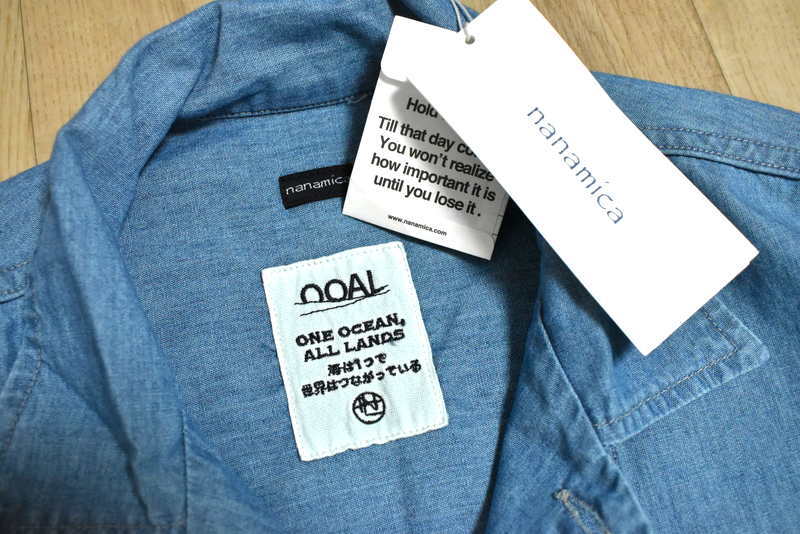 nanamica
Hold
Till that day co
You won't realize
how important it is
until you lose it.
www.nanamica.com
nanamica
OOAL
ONE OCEAN,
ALL LANDS
海は1つで
世界はつながっている